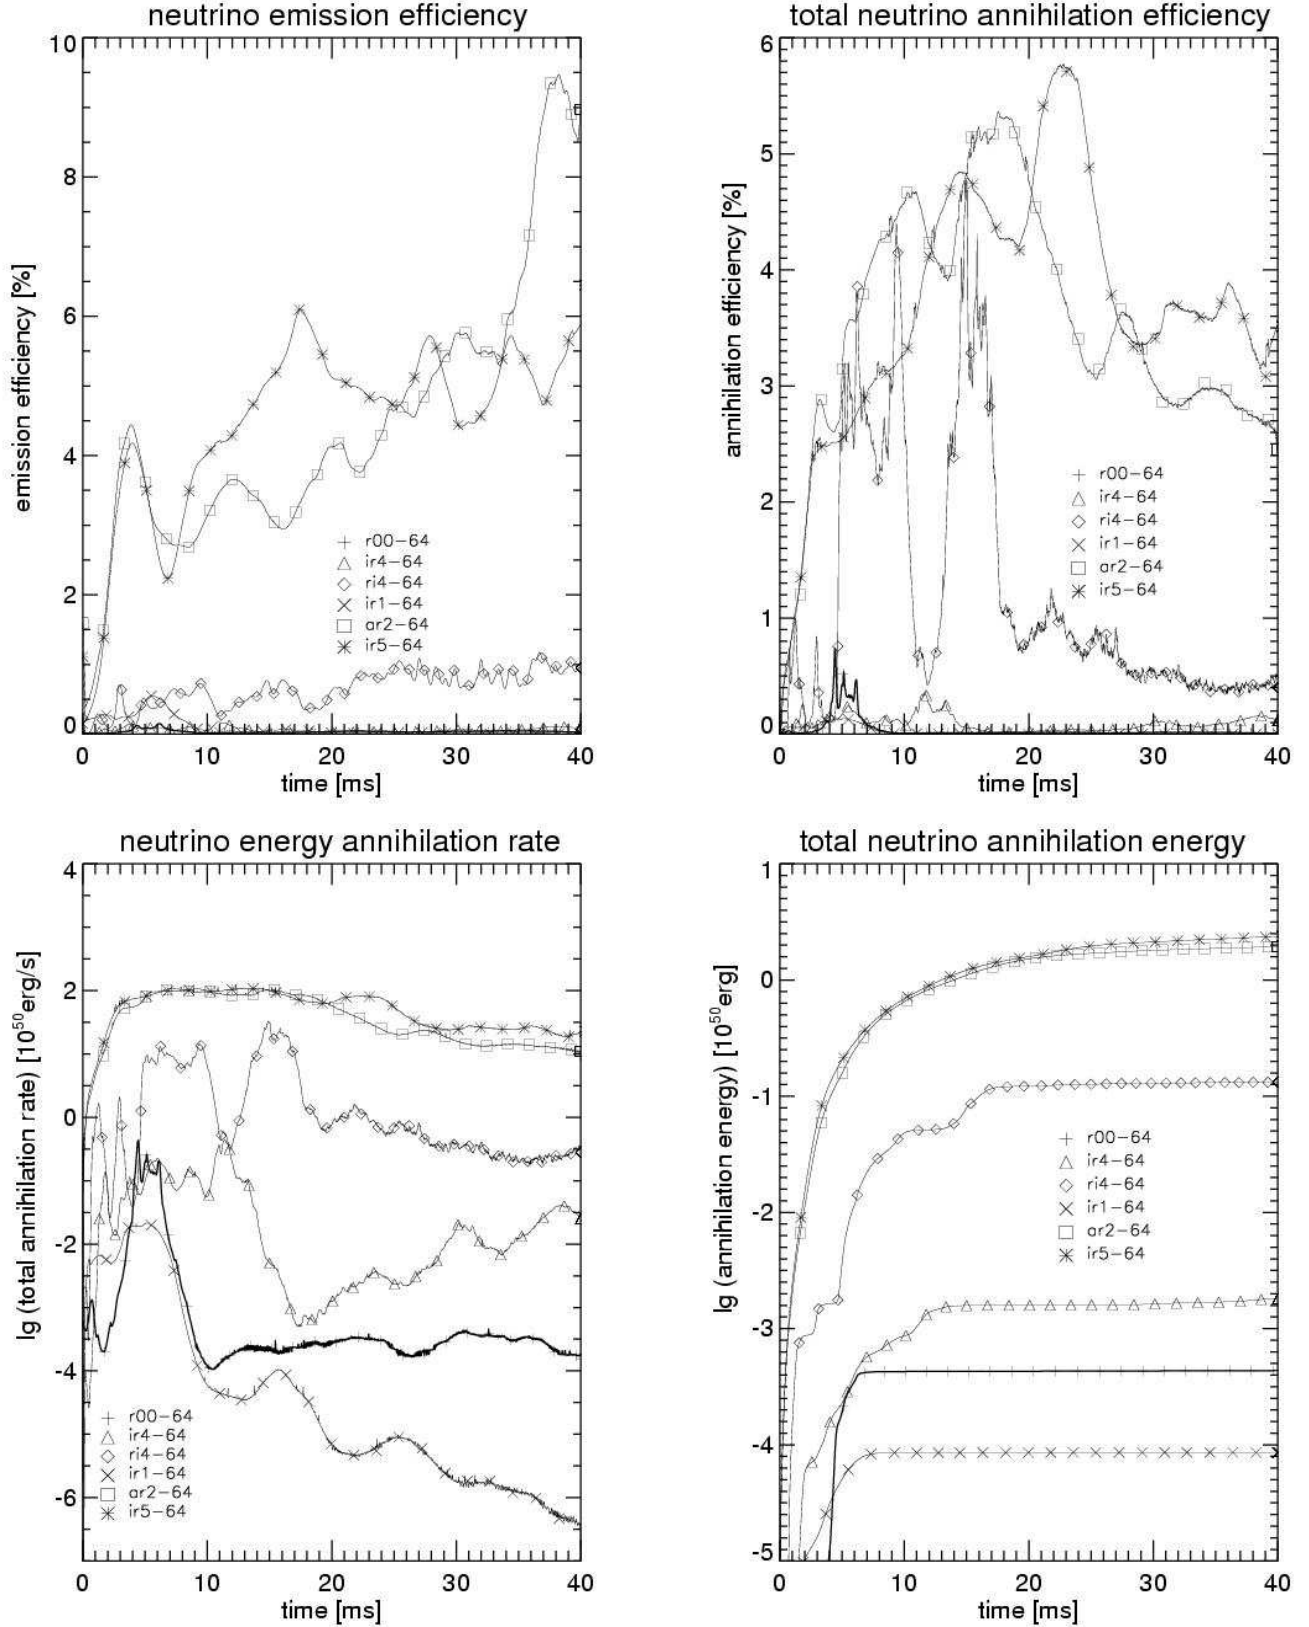 neutrino emission efficiency
10
8
6
4
2
0
emission efficiency [%]
r00-64
ir4-64
ri4-64
ir1-64
ar2-64
ir5-64
0 10 20 30 40
time [ms]
total neutrino annihilation efficiency
6
5
4
3
2
1
0
annihilation efficiency [%]
r00-64
ir4-64
ri4-64
ir1-64
ar2-64
ir5-64
0 10 20 30 40
time [ms]
neutrino energy annihilation rate
4
2
0
-2
-4
-6
lg (total annihilation rate) [10⁵⁰erg/s]
r00-64
ir4-64
ri4-64
ir1-64
ar2-64
ir5-64
0 10 20 30 40
time [ms]
total neutrino annihilation energy
1
0
-1
-2
-3
-4
-5
lg (annihilation energy) [10⁵⁰erg]
r00-64
ir4-64
ri4-64
ir1-64
ar2-64
ir5-64
0 10 20 30 40
time [ms]